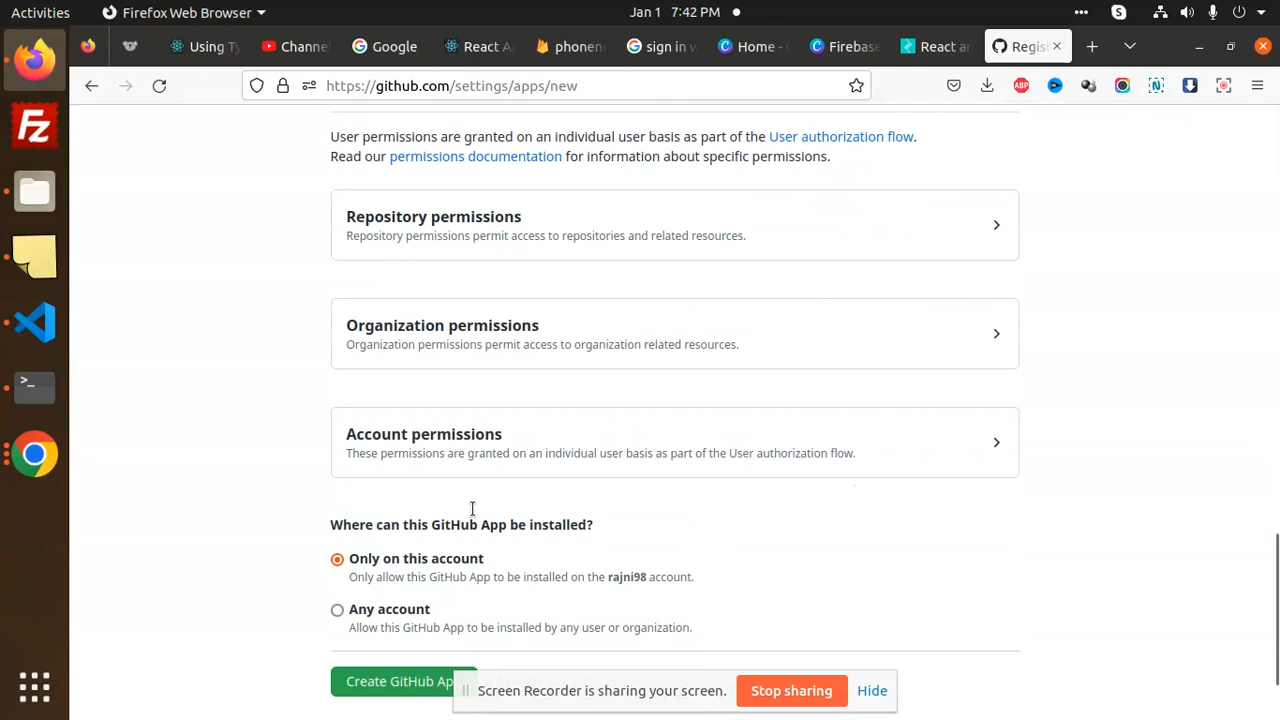 Activities
Firefox Web Browser
Jan 1 7:42 PM
Using Ty
Channe
Google
React A
phonen
sign in w
Home -
Firebase
React an
Regist
https://github.com/settings/apps/new
ABP
User permissions are granted on an individual user basis as part of the User authorization flow.
Read our permissions documentation for information about specific permissions.
Repository permissions
Repository permissions permit access to repositories and related resources.
Organization permissions
Organization permissions permit access to organization related resources.
Account permissions
These permissions are granted on an individual user basis as part of the User authorization flow.
Where can this GitHub App be installed?
Only on this account
Only allow this GitHub App to be installed on the rajni98 account.
Any account
Allow this GitHub App to be installed by any user or organization.
Create GitHub Ap
Screen Recorder is sharing your screen.
Stop sharing
Hide